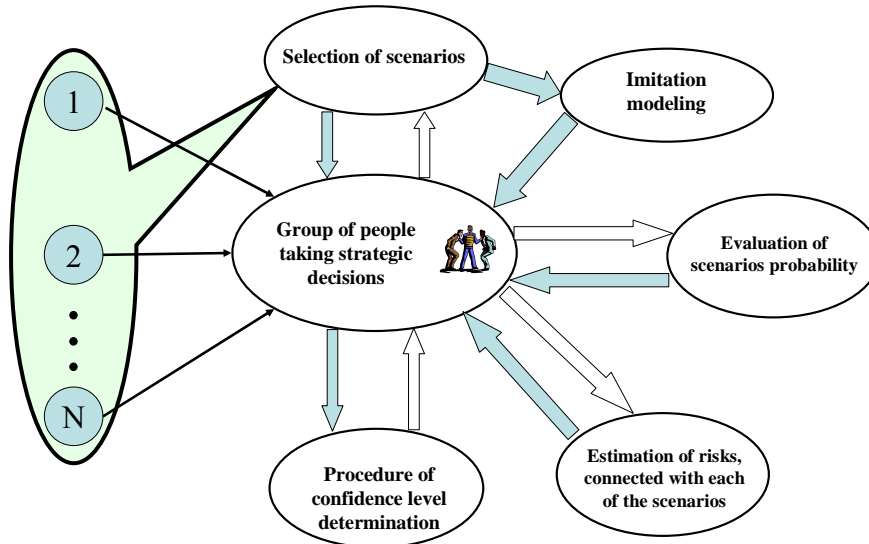 Selection of scenarios
1
Imitation
modeling
Group of people
taking strategic
decisions
2
Evaluation of
scenarios probability
N
Procedure of
confidence level
determination
Estimation of risks,
connected with each
of the scenarios